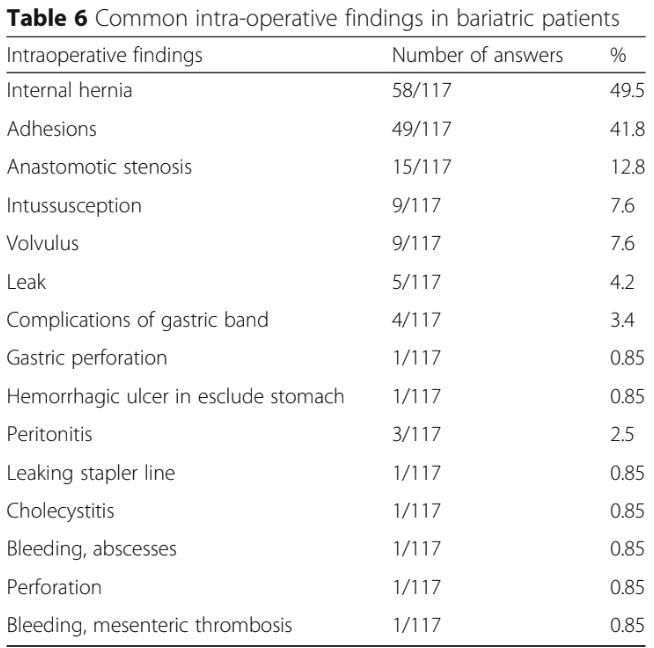 Table 6 Common intra-operative findings in bariatric patients
Intraoperative findings Number of answers %
Internal hernia 58/117 49.5
Adhesions 49/117 41.8
Anastomotic stenosis 15/117 12.8
Intussusception 9/117 7.6
Volvulus 9/117 7.6
Leak 5/117 4.2
Complications of gastric band 4/117 3.4
Gastric perforation 1/117 0.85
Hemorrhagic ulcer in esclude stomach 1/117 0.85
Peritonitis 3/117 2.5
Leaking stapler line 1/117 0.85
Cholecystitis 1/117 0.85
Bleeding, abscesses 1/117 0.85
Perforation 1/117 0.85
Bleeding, mesenteric thrombosis 1/117 0.85